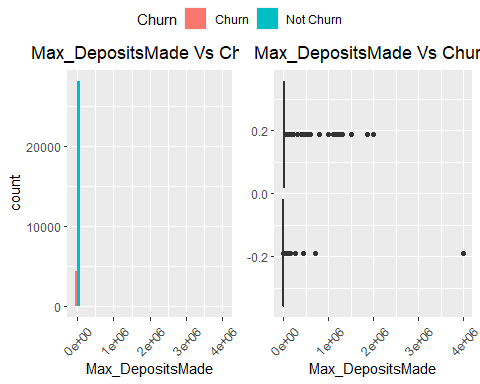 Churn Churn Not Churn
Max_DepositsMade Vs Ch
Max_DepositsMade Vs Chur
count
20000
10000
0
0e+00 1e+06 2e+06 3e+06 4e+06
Max_DepositsMade
0.2
0.0
-0.2
0e+00 1e+06 2e+06 3e+06 4e+06
Max_DepositsMade